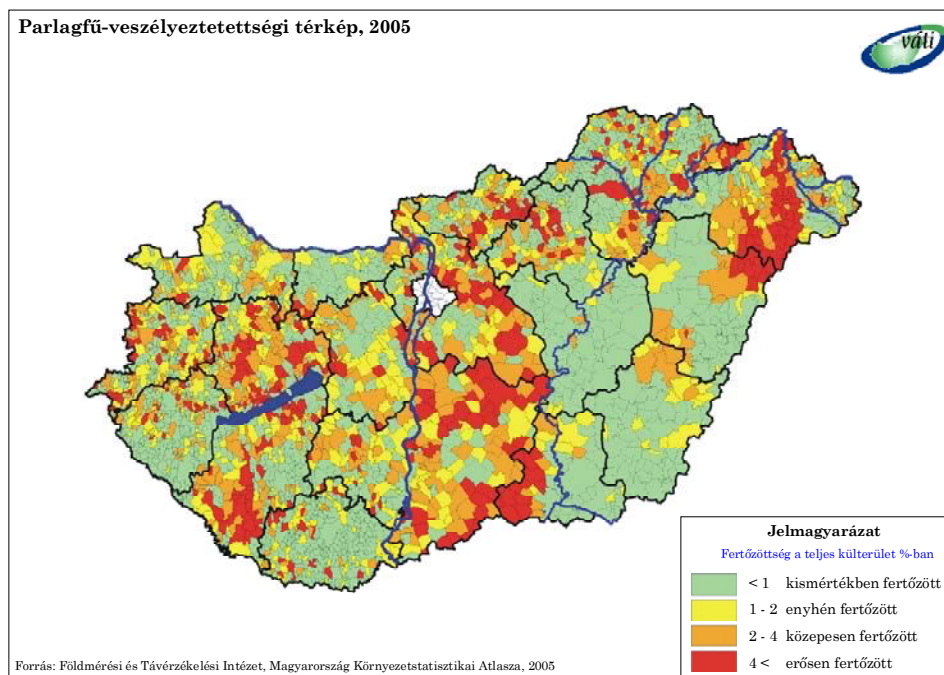 Parlagfű-veszélyeztetettségi térkép, 2005
váti
Jelmagyarázat
Fertőzöttség a teljes külterület %-ban
< 1 kismértékben fertőzött
1 - 2 enyhén fertőzött
2 - 4 közepesen fertőzött
4 < erősen fertőzött
Forrás: Földmérési és Távérzékelési Intézet, Magyarország Környezetstatisztikai Atlasza, 2005